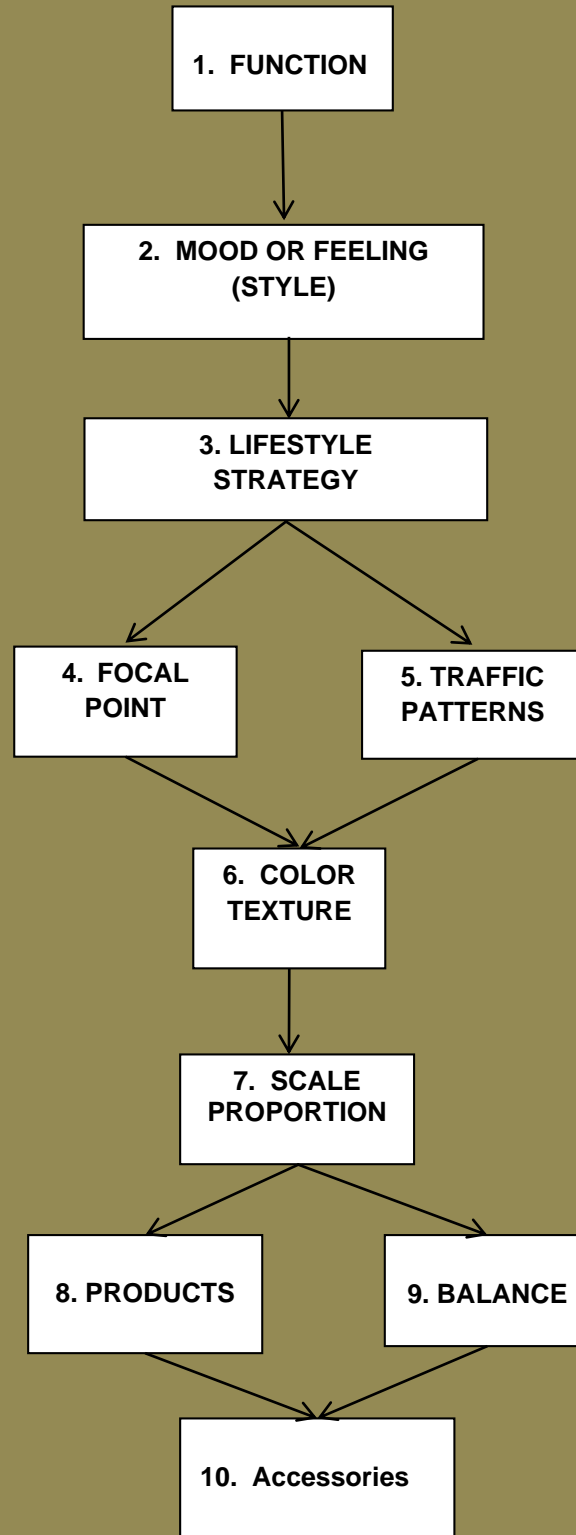 1. FUNCTION
2. MOOD OR FEELING
(STYLE)
3. LIFESTYLE
STRATEGY
4. FOCAL
POINT
5. TRAFFIC
PATTERNS
6. COLOR
TEXTURE
7. SCALE
PROPORTION
8. PRODUCTS
9. BALANCE
10. Accessories